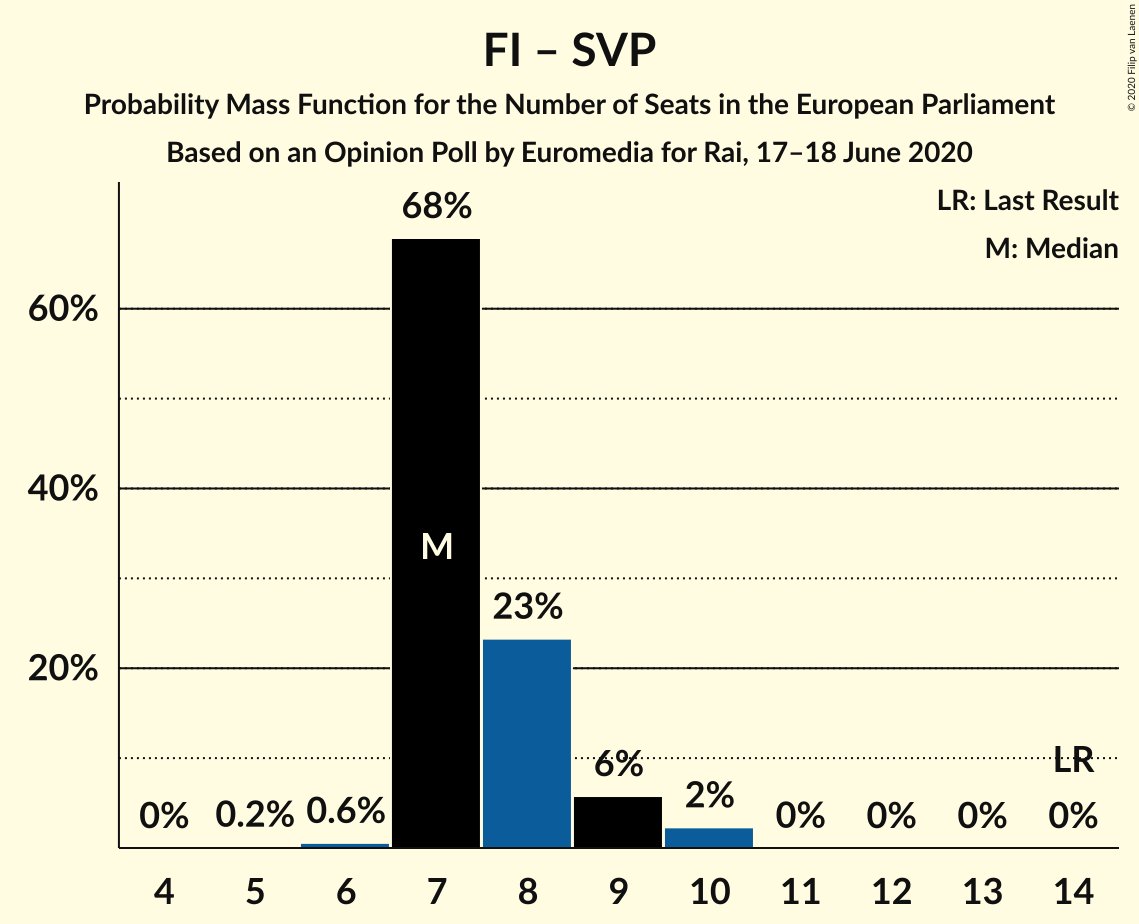 FI – SVP
Probability Mass Function for the Number of Seats in the European Parliament
Based on an Opinion Poll by Euromedia for Rai, 17–18 June 2020
© 2020 Filip van Laenen
LR: Last Result
M: Median
60%
40%
20%
0%
0.2%
0.6%
68%
M
23%
6%
2%
0%
0%
0%
LR
0%
4 5 6 7 8 9 10 11 12 13 14